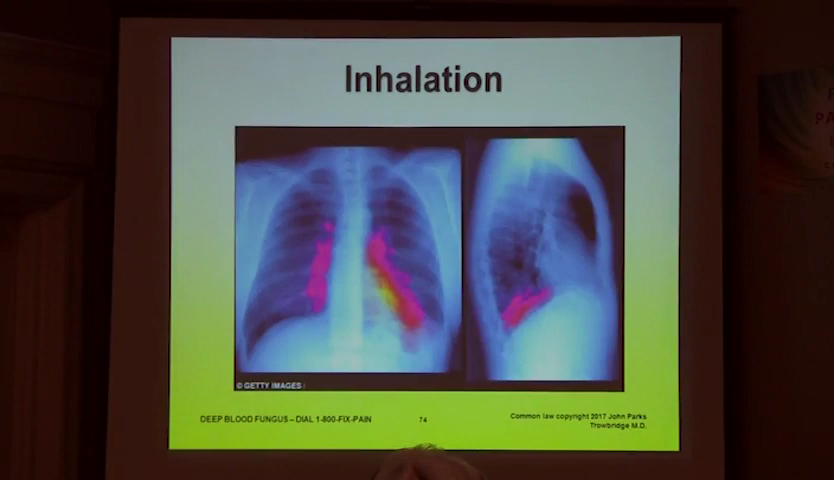 Inhalation
© GETTY IMAGES
DEEP BLOOD FUNGUS – DIAL 1-800-FIX-PAIN
74
Common law copyright 2017 John Parks
Trowbridge M.D.